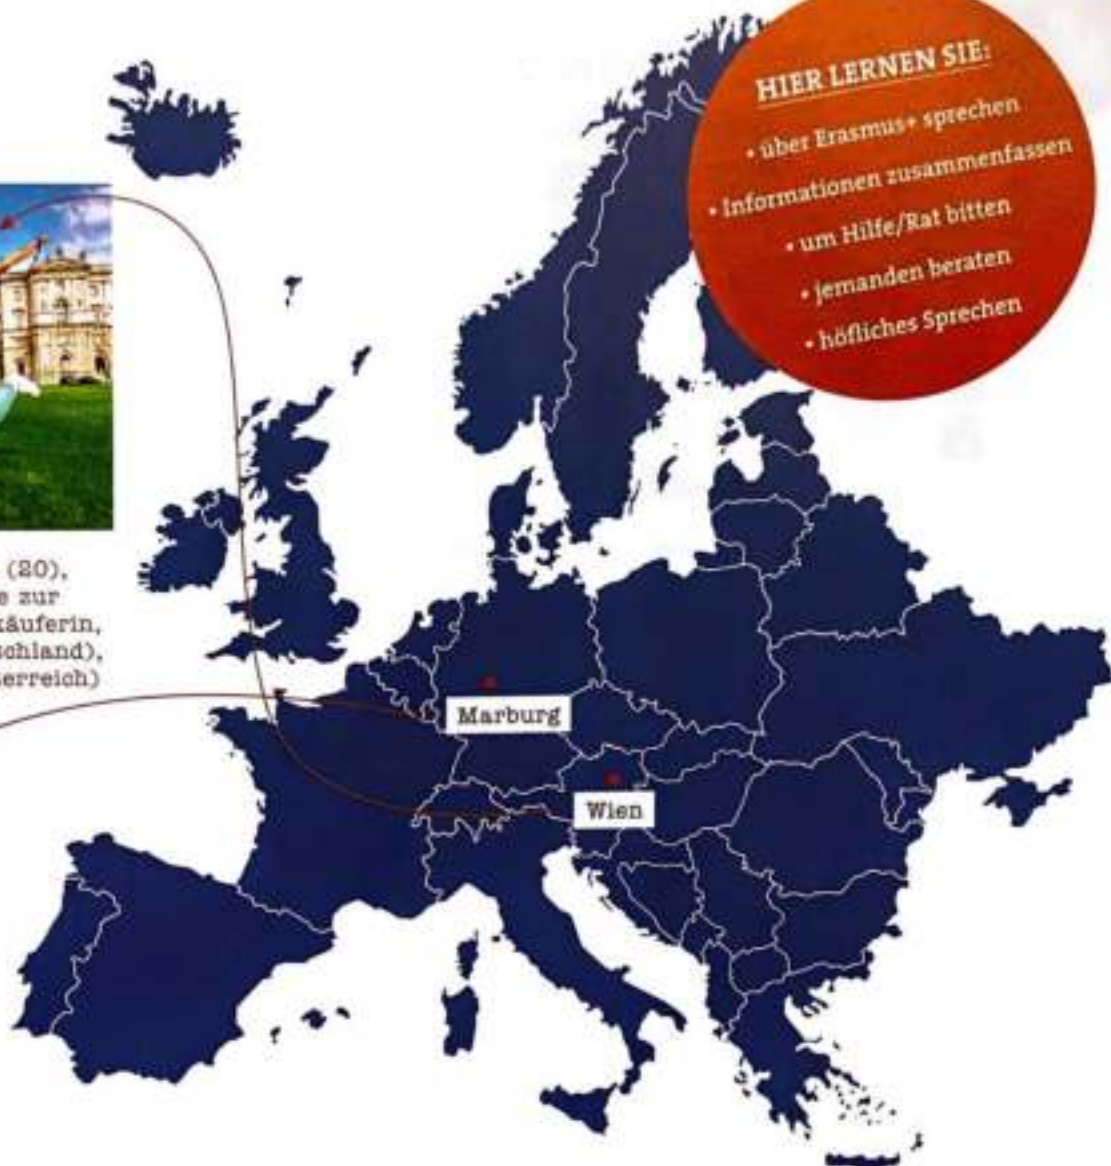 HIER LERNEN SIE:
• über Erasmus+ sprechen
• Informationen zusammenfassen
• um Hilfe/Rat bitten
• jemanden beraten
• höfliches Sprechen
(20),
zur
Marburg
Wien